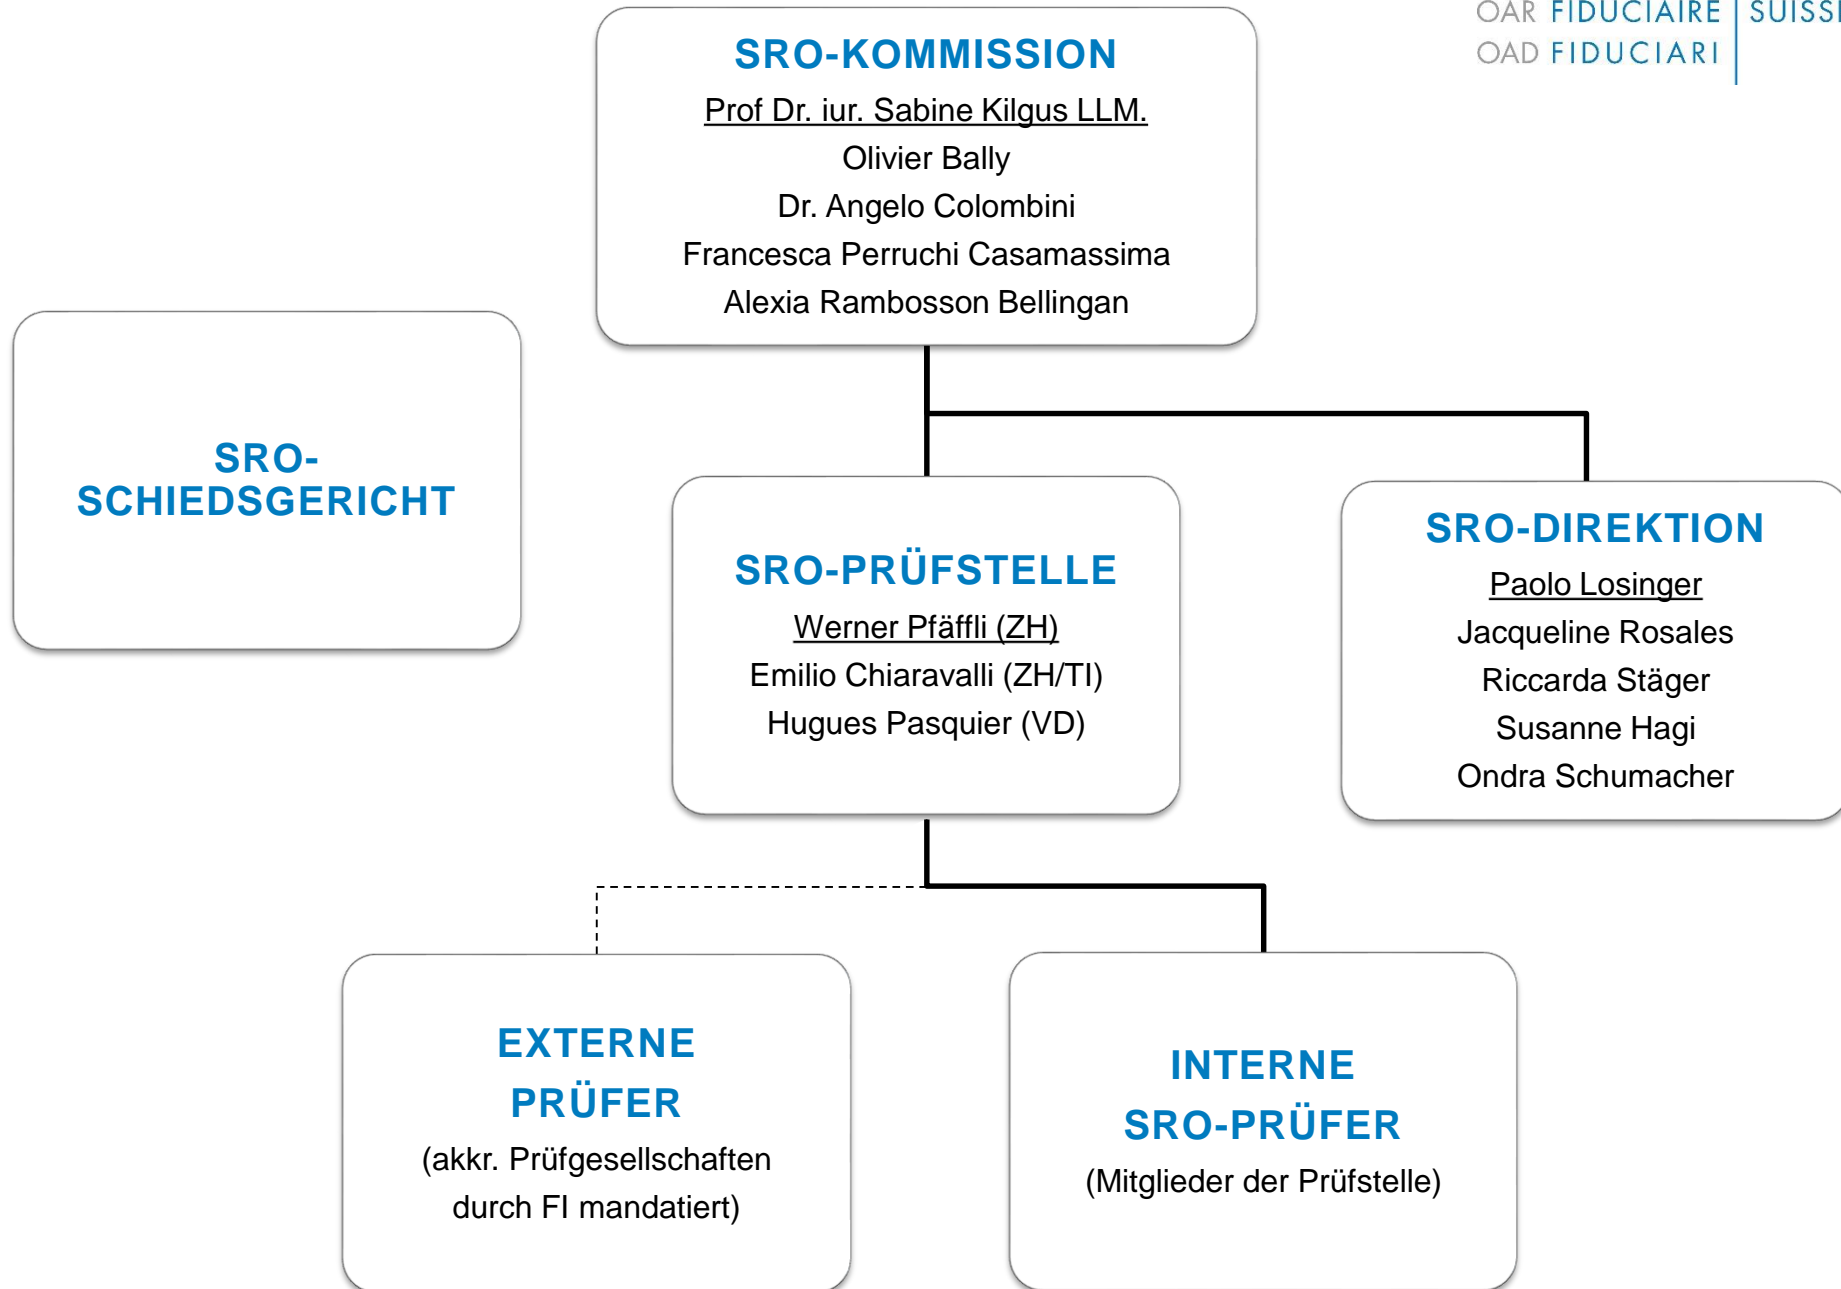 OAR FIDUCIAIRE SUISSE
OAD FIDUCIARI
SRO-KOMMISSION
Prof Dr. iur. Sabine Kilgus LLM.
Olivier Bally
Dr. Angelo Colombini
Francesca Perruchi Casamassima
Alexia Rambosson Bellingan
SRO-
SCHIEDSGERICHT
SRO-PRÜFSTELLE
Werner Pfäffli (ZH)
Emilio Chiaravalli (ZH/TI)
Hugues Pasquier (VD)
SRO-DIREKTION
Paolo Losinger
Jacqueline Rosales
Riccarda Stäger
Susanne Hagi
Ondra Schumacher
EXTERNE
PRÜFER
(akkr. Prüfgesellschaften
durch FI mandatiert)
INTERNE
SRO-PRÜFER
(Mitglieder der Prüfstelle)